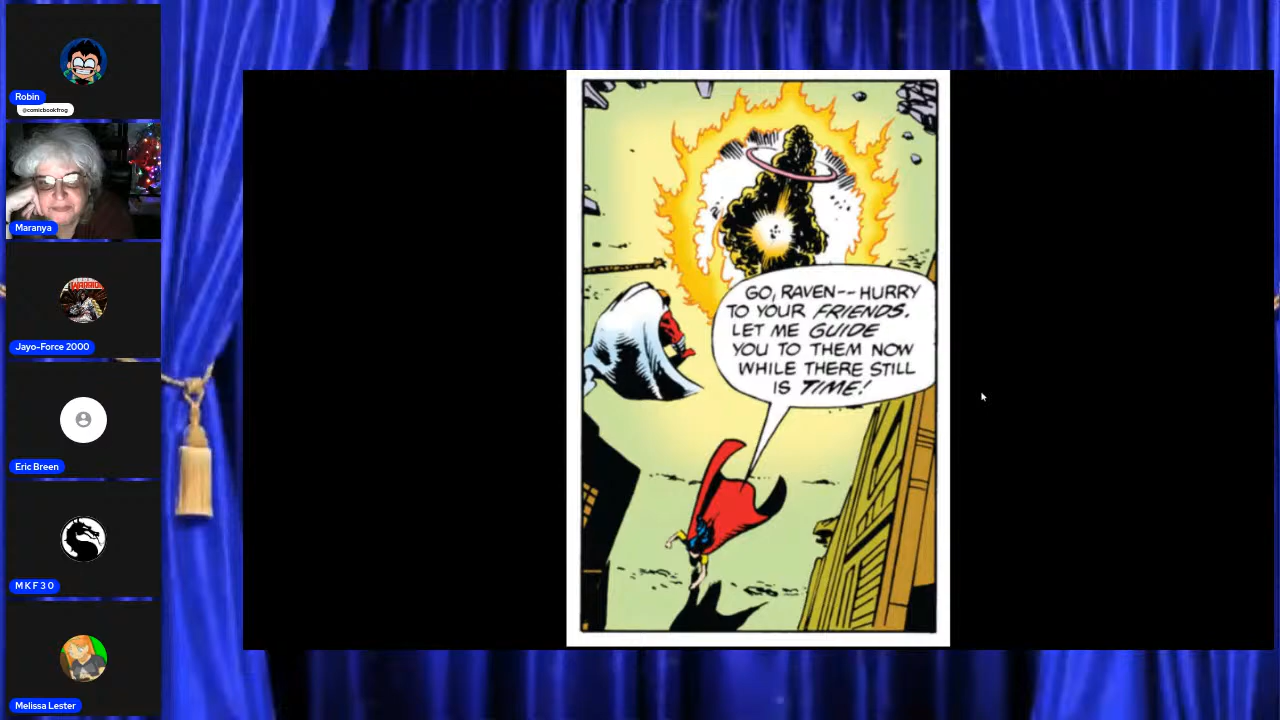 Robin
@comicbookfrog
Maranya
Jayo-Force 2000
Eric Breen
M K F 3 0
Melissa Lester
GO, RAVEN--HURRY
TO YOUR FRIENDS.
LET ME GUIDE
YOU TO THEM NOW
WHILE THERE STILL
IS TIME!